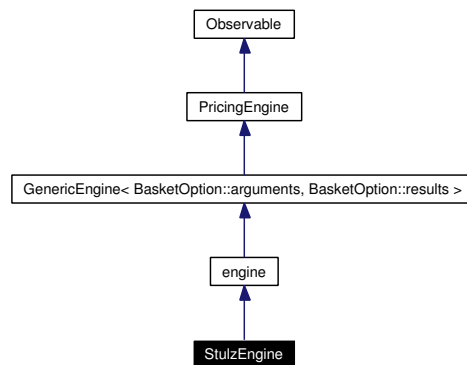 Observable
PricingEngine
GenericEngine< BasketOption::arguments, BasketOption::results >
engine
StulzEngine